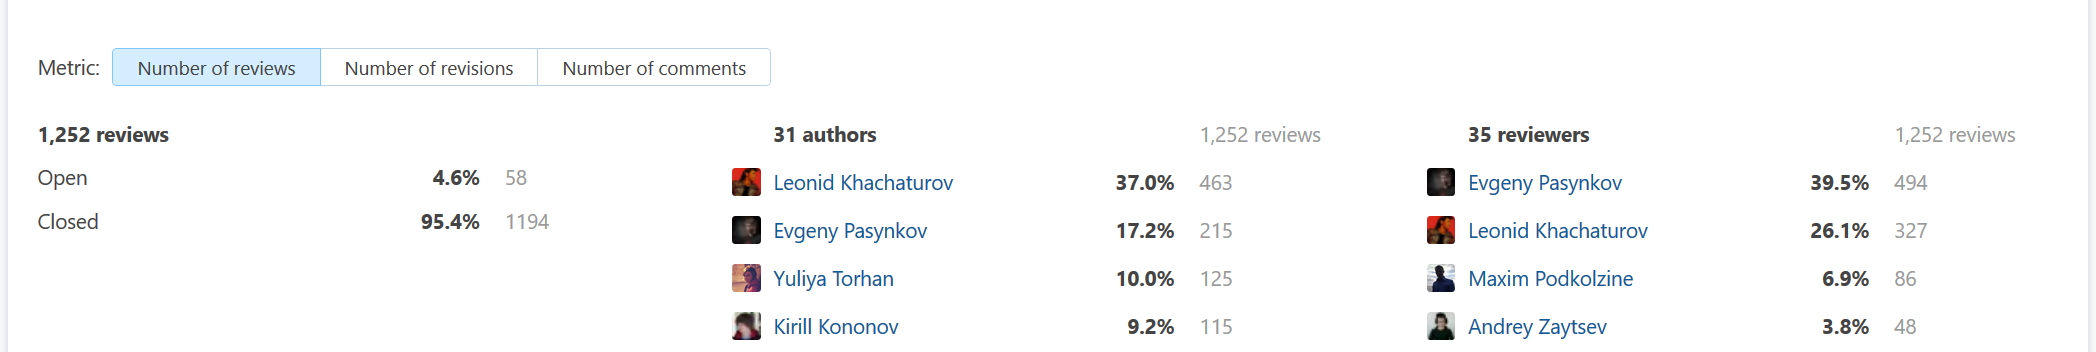 Metric: Number of reviews Number of revisions Number of comments
1,252 reviews
Open 4.6% 58
Closed 95.4% 1194
31 authors 1,252 reviews
Leonid Khachaturov 37.0% 463
Evgeny Pasynkov 17.2% 215
Yuliya Torhan 10.0% 125
Kirill Kononov 9.2% 115
35 reviewers 1,252 reviews
Evgeny Pasynkov 39.5% 494
Leonid Khachaturov 26.1% 327
Maxim Podkolzine 6.9% 86
Andrey Zaytsev 3.8% 48